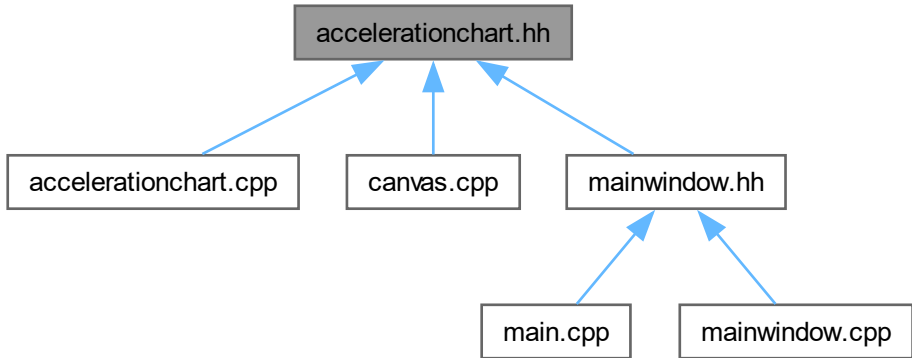 accelerationchart.hh
accelerationchart.cpp
canvas.cpp
mainwindow.hh
main.cpp
mainwindow.cpp